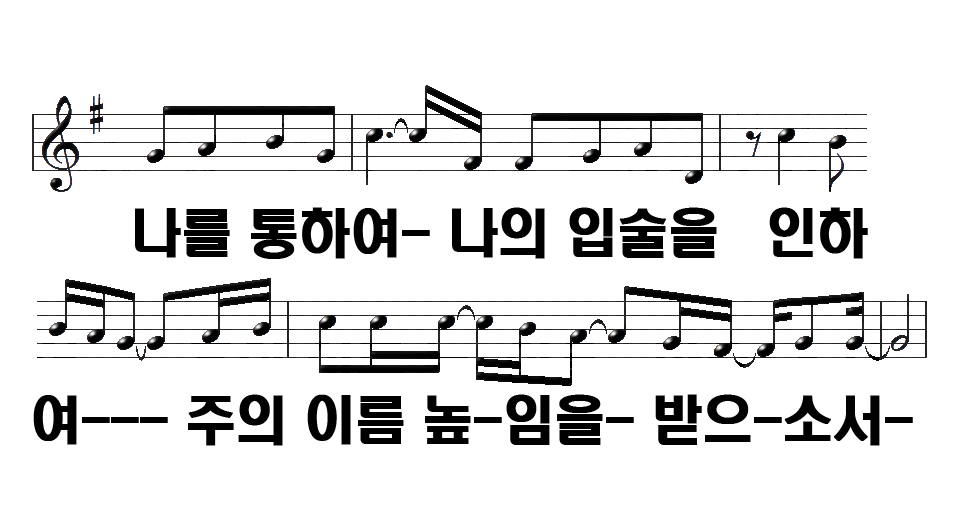 나를 통하여- 나의 입술을 인하
여--- 주의 이름 높-임을- 받으-소서-